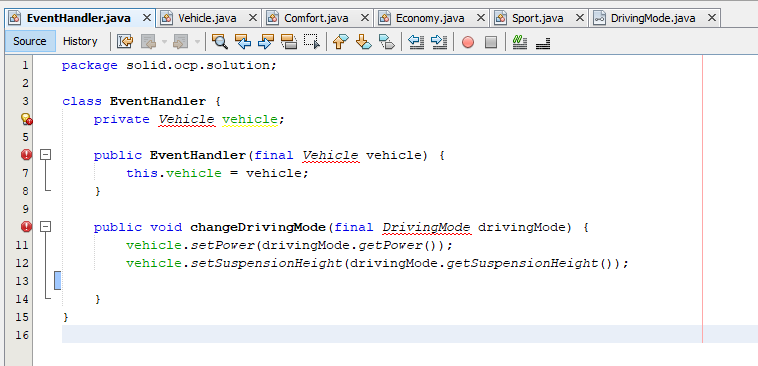 EventHandler.java Vehicle.java Comfort.java Economy.java Sport.java DrivingMode.java
Source History
1 package solid.ocp.solution;
2
3 class EventHandler {
private Vehicle vehicle;
5
public EventHandler(final Vehicle vehicle) {
7 this.vehicle = vehicle;
8 }
9
public void changeDrivingMode(final DrivingMode drivingMode) {
11 vehicle.setPower(drivingMode.getPower());
12 vehicle.setSuspensionHeight(drivingMode.getSuspensionHeight());
13
14 }
15 }
16